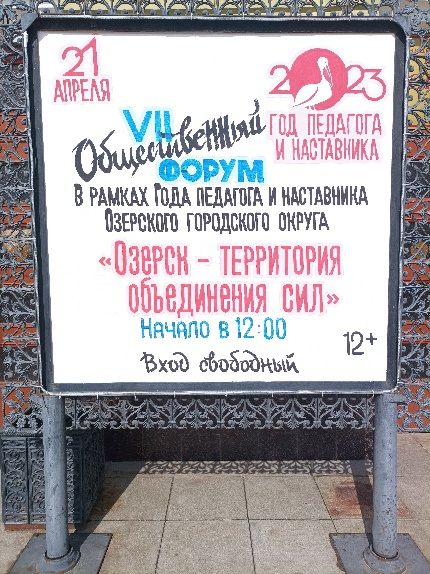 21
АПРЕЛЯ
2023
ГОД ПЕДАГОГА
И НАСТАВНИКА
VII
Общественный
ФОРУМ
В РАМКАХ ГОДА ПЕДАГОГА И НАСТАВНИКА
ОЗЕРСКОГО ГОРОДСКОГО ОКРУГА
«ОЗЕРСК – ТЕРРИТОРИЯ
ОБЪЕДИНЕНИЯ СИЛ»
НАЧАЛО В 12:00
12+
Вход свободный